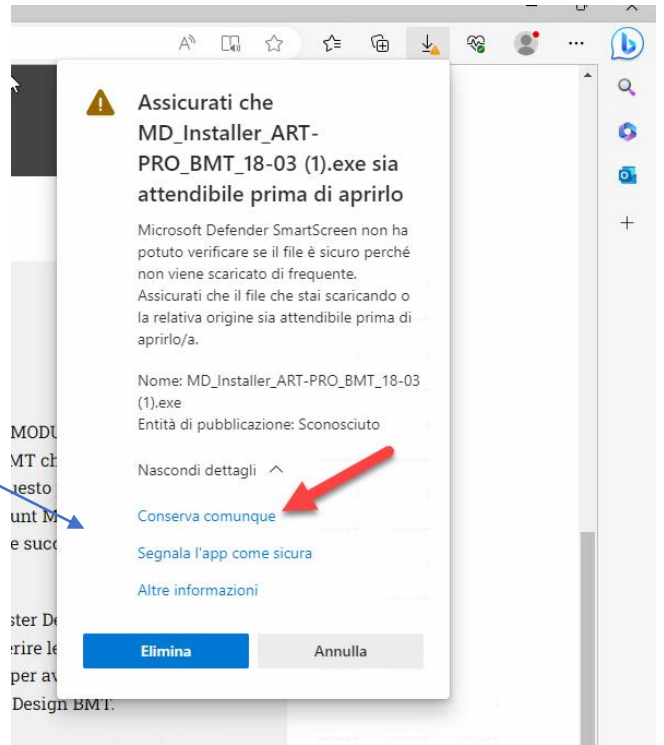 Assicurati che
MD_Installer_ART-
PRO_BMT_18-03 (1).exe sia
attendibile prima di aprirlo
Microsoft Defender SmartScreen non ha
potuto verificare se il file è sicuro perché
non viene scaricato di frequente.
Assicurati che il file che stai scaricando o
la relativa origine sia attendibile prima di
aprirlo/a.
Nome: MD_Installer_ART-PRO_BMT_18-03
(1).exe
Entità di pubblicazione: Sconosciuto
Nascondi dettagli
Conserva comunque
Segnala l'app come sicura
Altre informazioni
Elimina
Annulla
MODU
MT ch
uesto
unt M
e succ
ster De
erire le
per av
Design BMT.